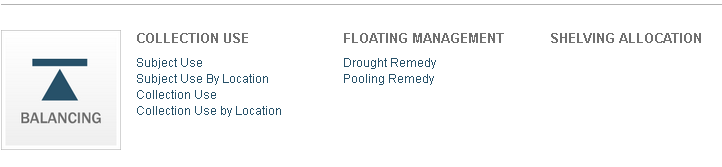 BALANCING
COLLECTION USE
Subject Use
Subject Use By Location
Collection Use
Collection Use by Location
FLOATING MANAGEMENT
Drought Remedy
Pooling Remedy
SHELVING ALLOCATION